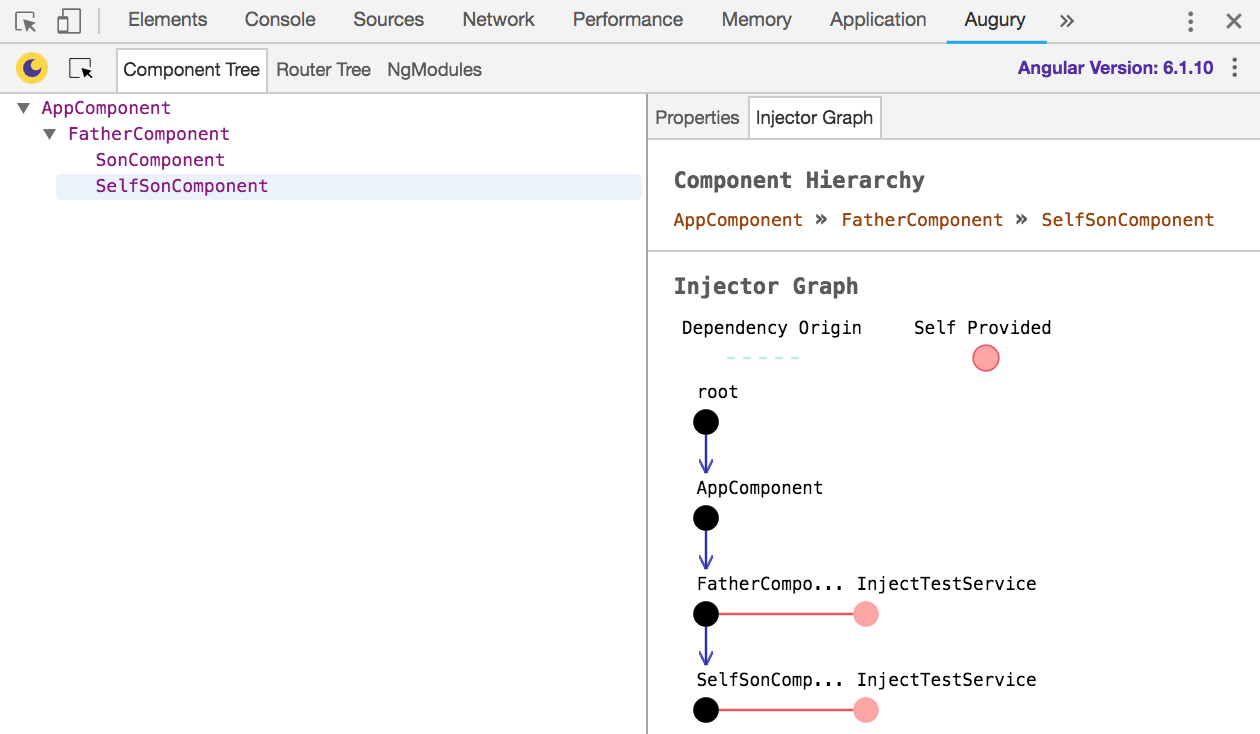 Elements Console Sources Network Performance Memory Application Augury »
Component Tree Router Tree NgModules Angular Version: 6.1.10
AppComponent
FatherComponent
SonComponent
SelfSonComponent
Properties Injector Graph
Component Hierarchy
AppComponent » FatherComponent » SelfSonComponent
Injector Graph
Dependency Origin Self Provided
root
AppComponent
FatherCompo... InjectTestService
SelfSonComp... InjectTestService